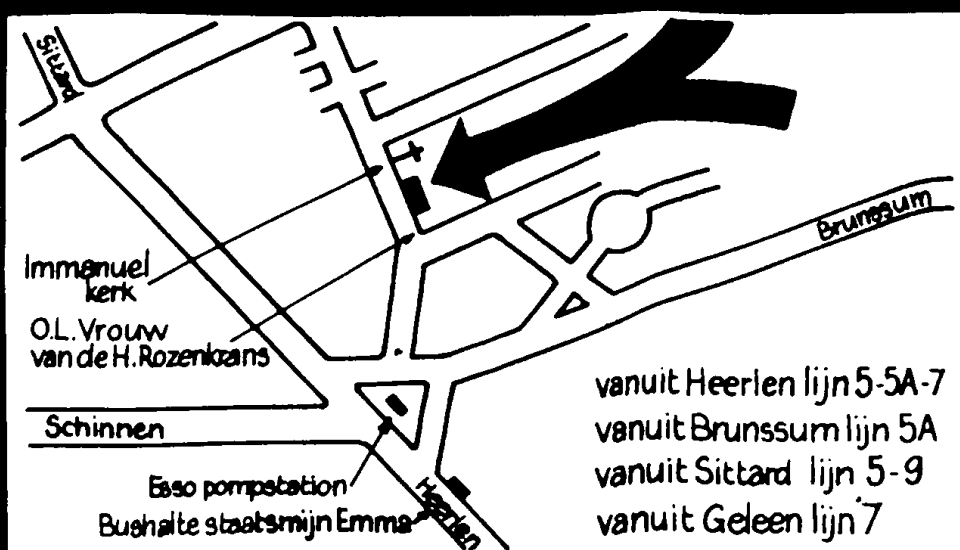 Sittard
Brunssum
Immanuel
kerk
O.L. Vrouw
van de H. Rozenkrans
Schinnen
Esso pompstation
Bushalte staatsmijn Emma
Heerlen
vanuit Heerlen lijn 5-5A-7
vanuit Brunssum lijn 5A
vanuit Sittard lijn 5-9
vanuit Geleen lijn 7